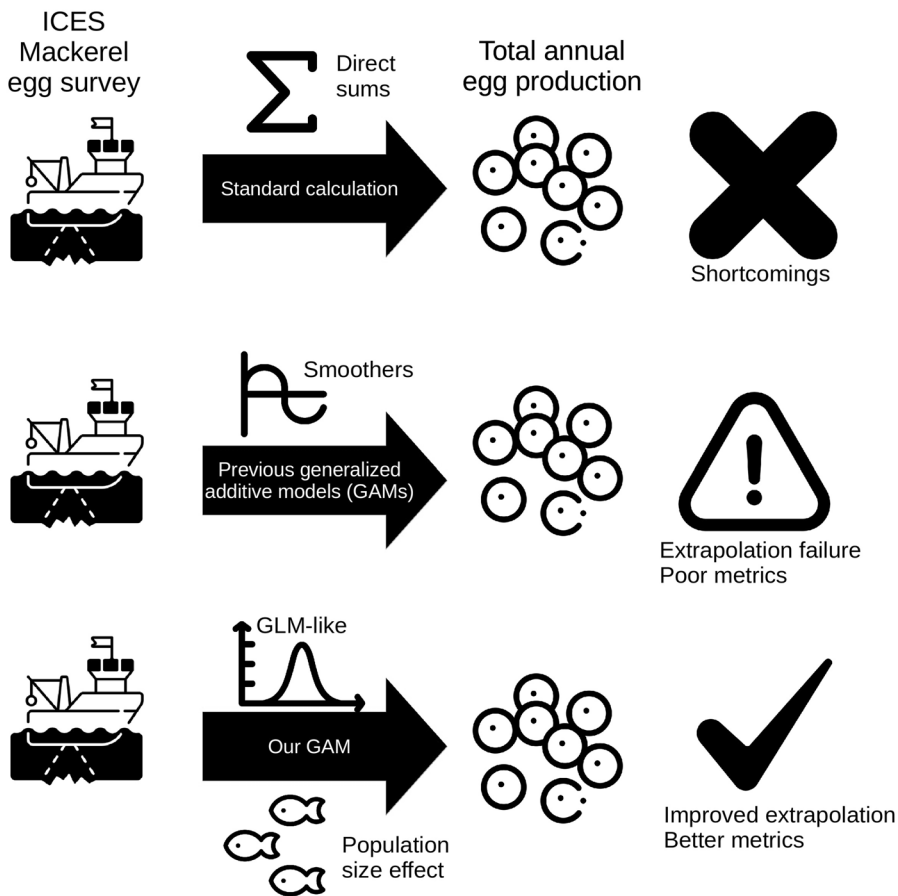 ICES
Mackerel
egg survey
Direct
sums
Total annual
egg production
Standard calculation
Shortcomings
Smoothers
Previous generalized
additive models (GAMs)
Extrapolation failure
Poor metrics
GLM-like
Our GAM
Improved extrapolation
Better metrics
Population
size effect